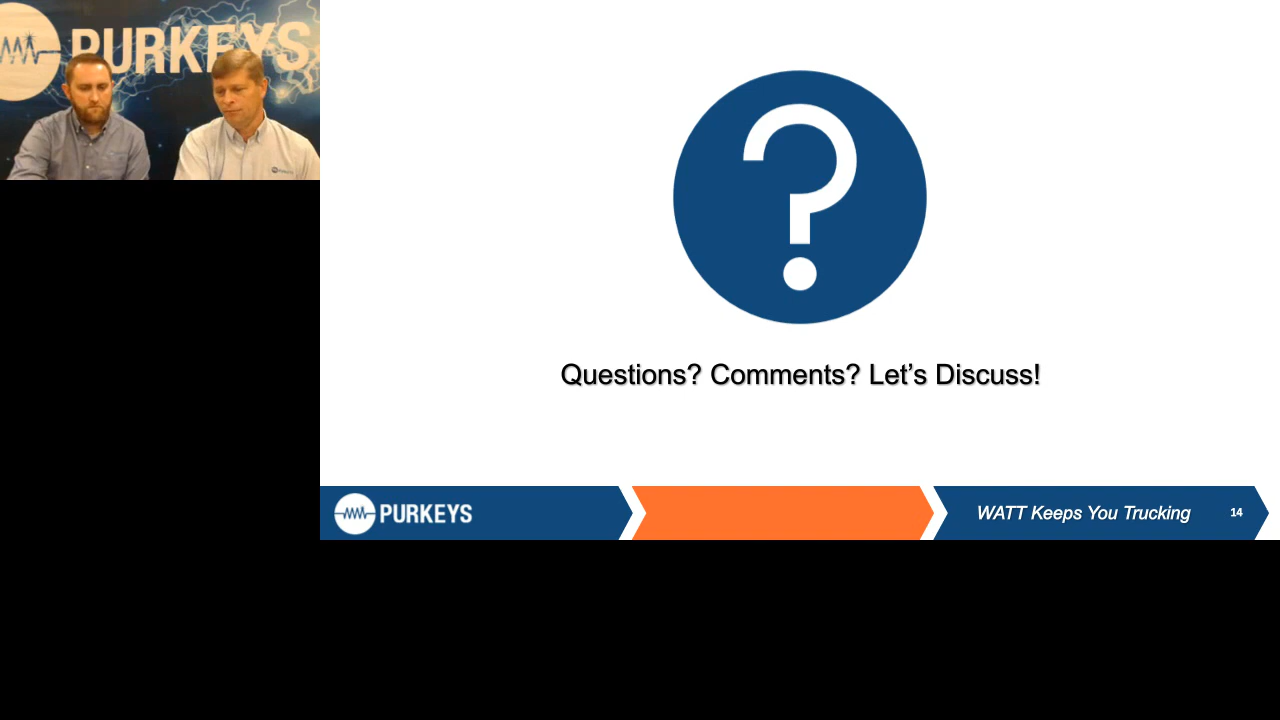 PURKEYS
?
Questions? Comments? Let's Discuss!
PURKEYS
WATT Keeps You Trucking
14